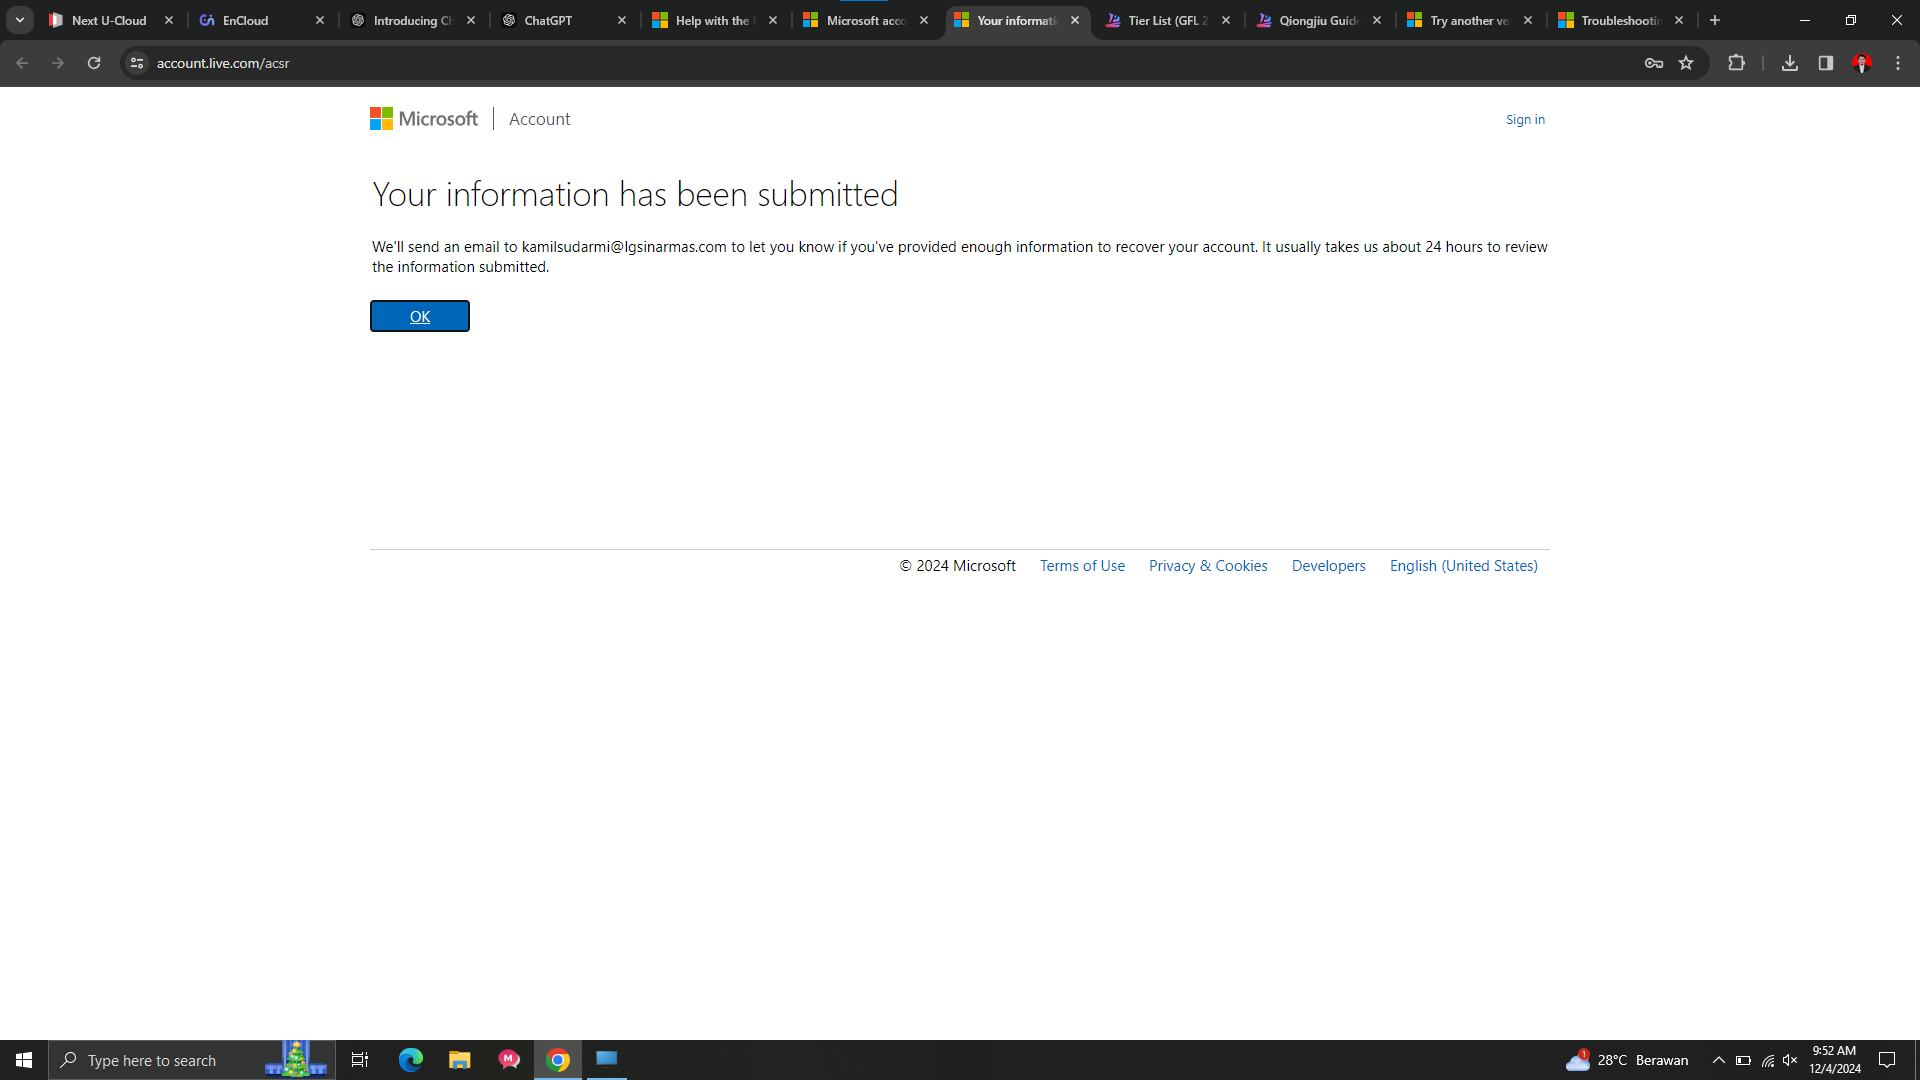 Next U-Cloud
EnCloud
Introducing Ch
ChatGPT
Help with the
Microsoft acco
Your informati
Tier List (GFL 2
Qiongjiu Guide
Try another ve
Troubleshootin
account.live.com/acsr
Microsoft
Account
Sign in
Your information has been submitted
We'll send an email to kamilsudarmi@lgsinarmas.com to let you know if you've provided enough information to recover your account. It usually takes us about 24 hours to review
the information submitted.
OK
© 2024 Microsoft Terms of Use Privacy & Cookies Developers English (United States)
Type here to search
M
1
28°C Berawan
9:52 AM
12/4/2024